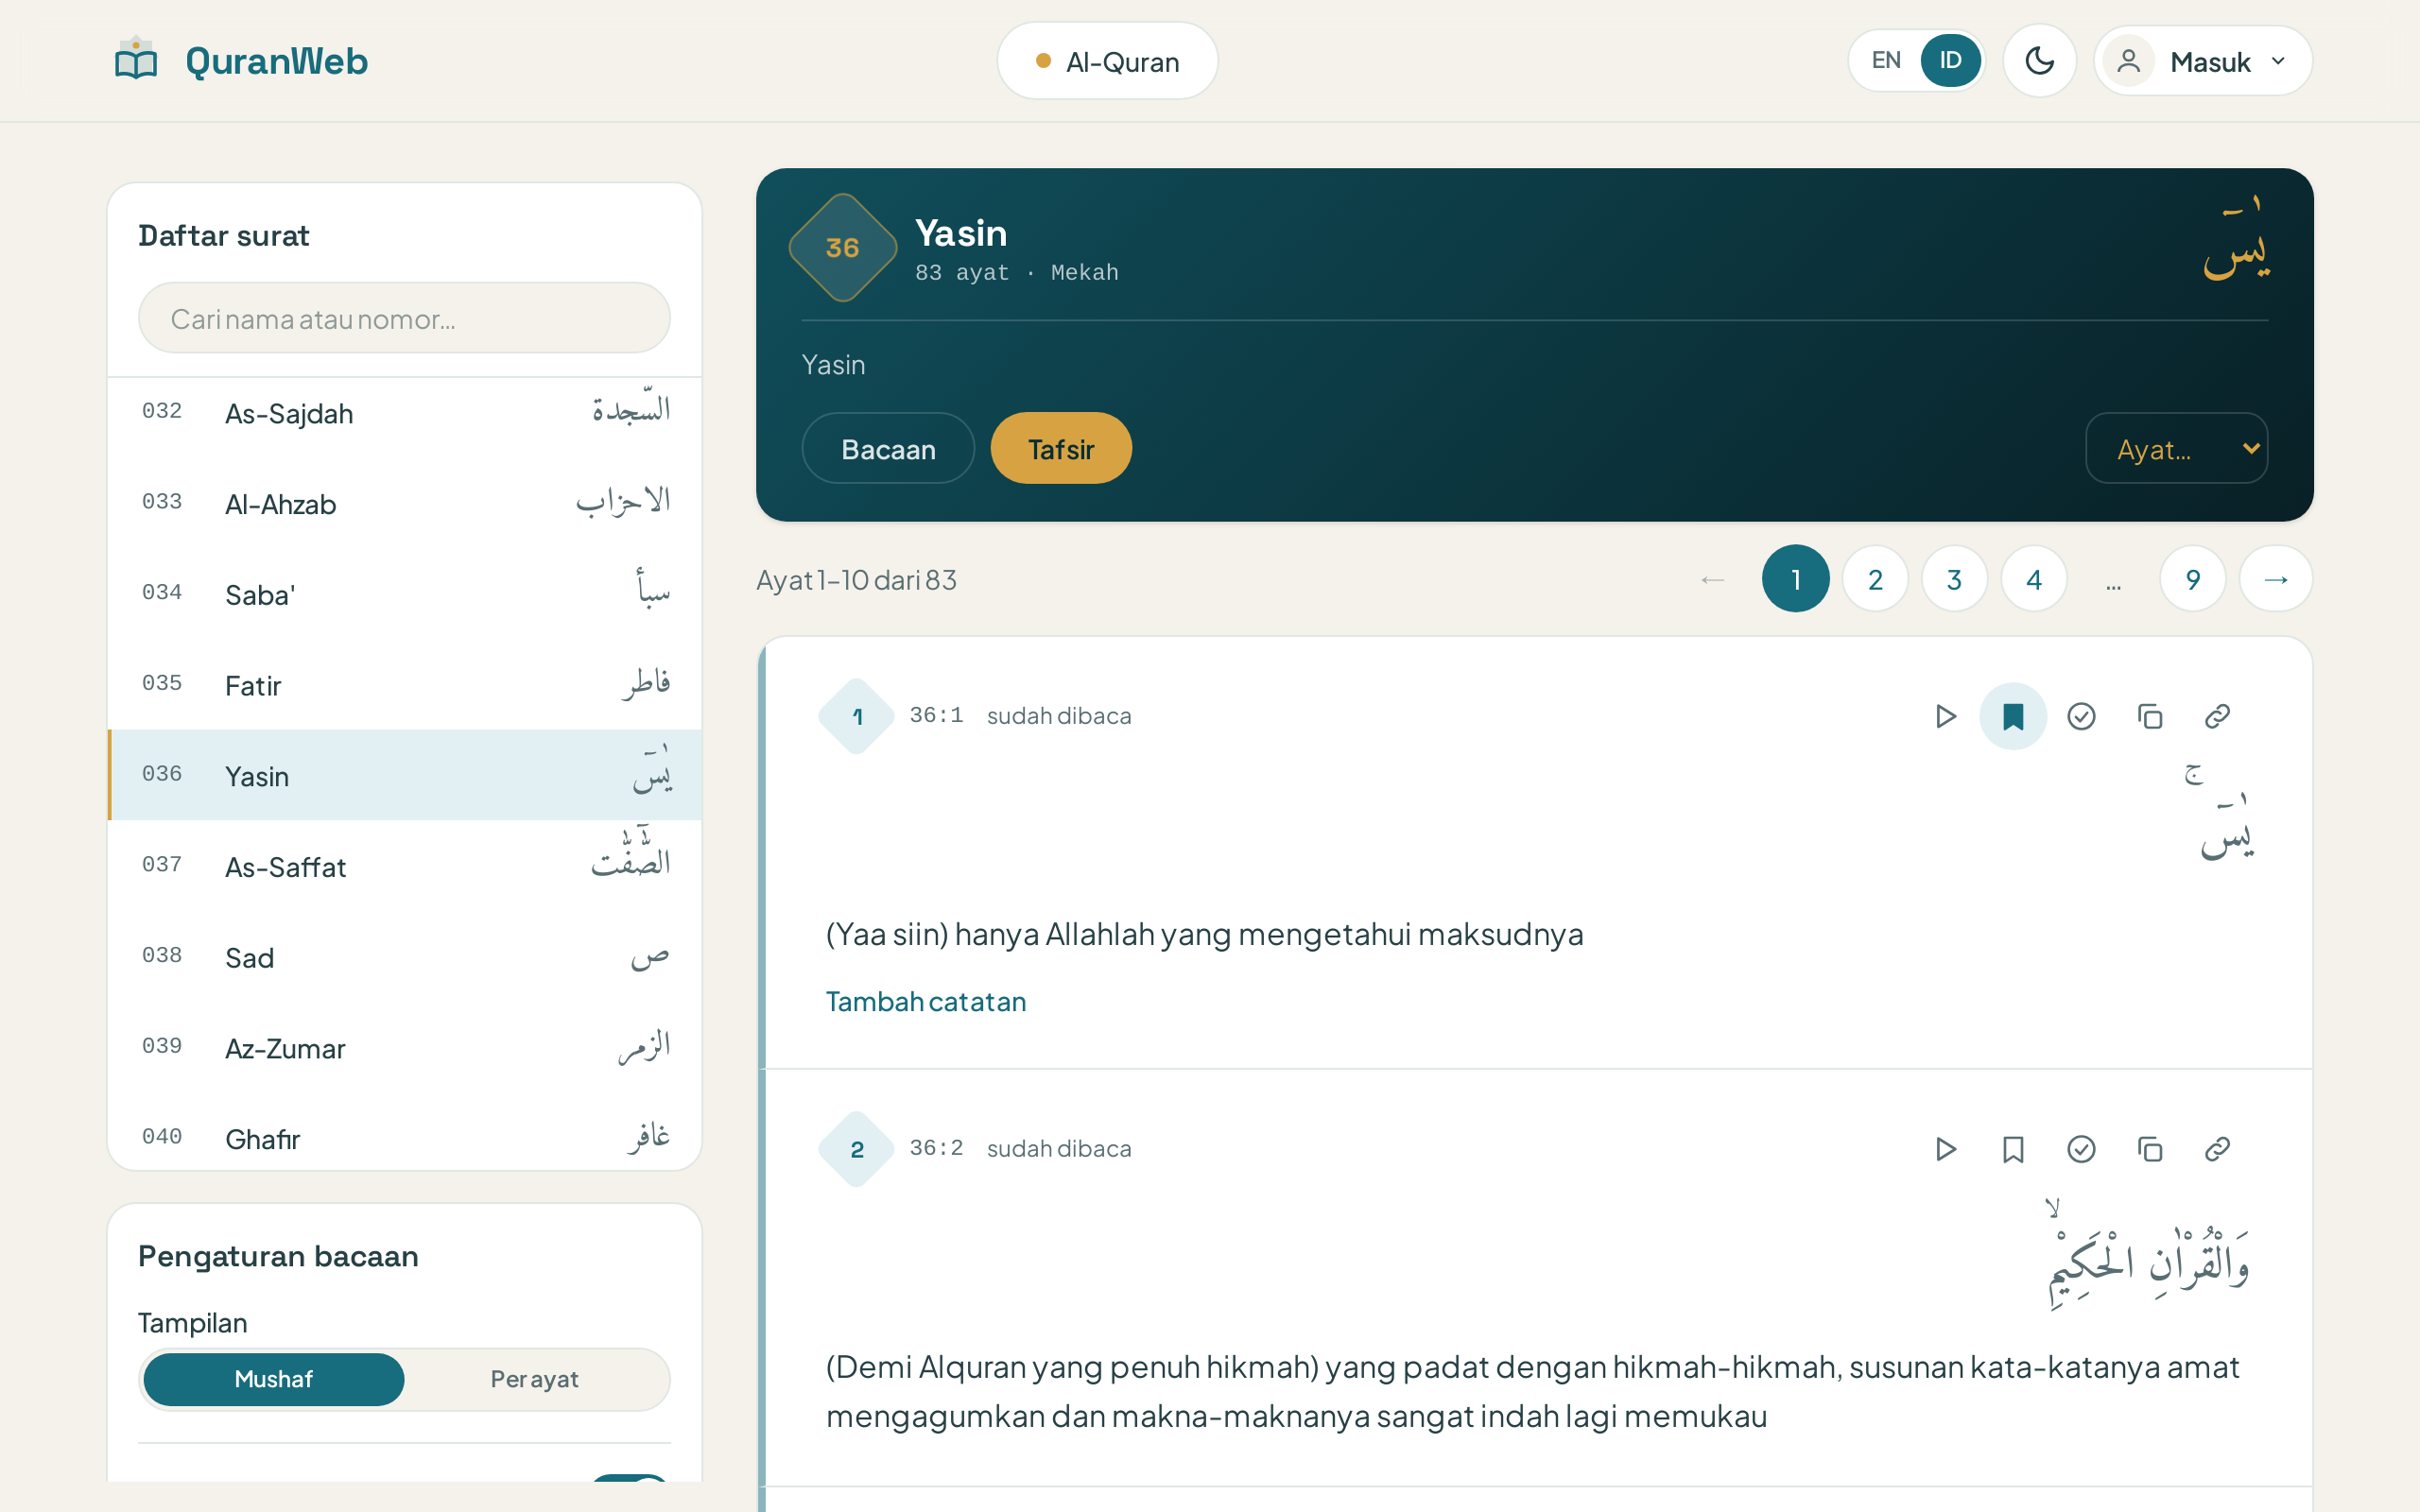 QuranWeb
Al-Quran
EN ID
Masuk
Daftar surat
Cari nama atau nomor...
032 As-Sajdah السّجدة
033 Al-Ahzab الاحزاب
034 Saba' سبأ
035 Fatir فاطر
036 Yasin يٰسۤ
037 As-Saffat الصّٰۤفّٰت
038 Sad ص
039 Az-Zumar الزمر
040 Ghafir غافر
Pengaturan bacaan
Tampilan
Mushaf Per ayat
36 Yasin يٰسۤ
83 ayat · Mekah
Yasin
Bacaan Tafsir Ayat...
Ayat 1–10 dari 83
← 1 2 3 4 … 9 →
1 36:1 sudah dibaca
يٰسۤ ۚ
(Yaa siin) hanya Allahlah yang mengetahui maksudnya
Tambah catatan
2 36:2 sudah dibaca
وَالْقُرْاٰنِ الْحَكِيْمِۙ
(Demi Alquran yang penuh hikmah) yang padat dengan hikmah-hikmah, susunan kata-katanya amat
mengagumkan dan makna-maknanya sangat indah lagi memukau